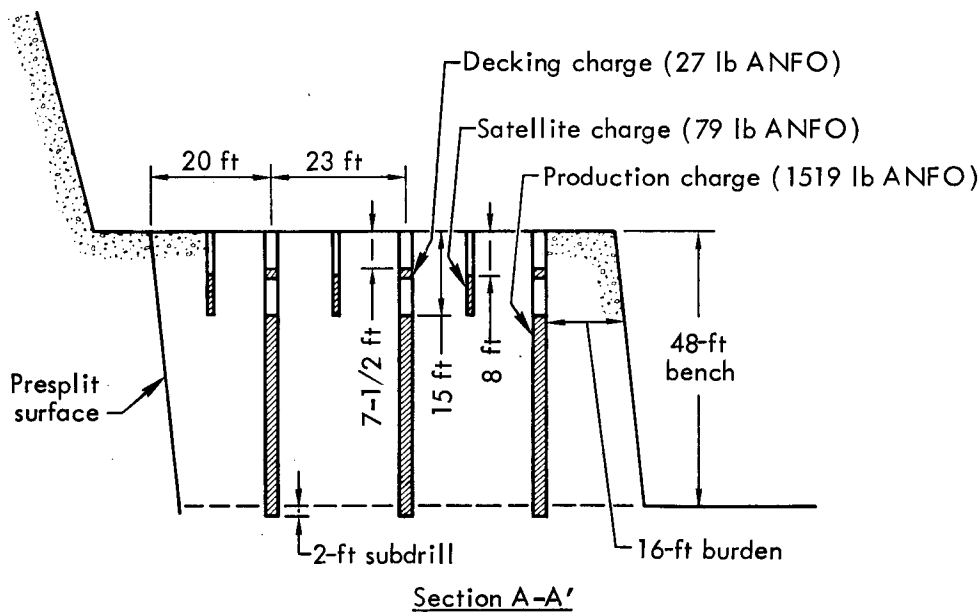 Decking charge (27 lb ANFO)
Satellite charge (79 lb ANFO)
20 ft
23 ft
Production charge (1519 lb ANFO)
7-1/2 ft
15 ft
8 ft
48-ft
bench
Presplit
surface
2-ft subdrill
16-ft burden
Section A-A'